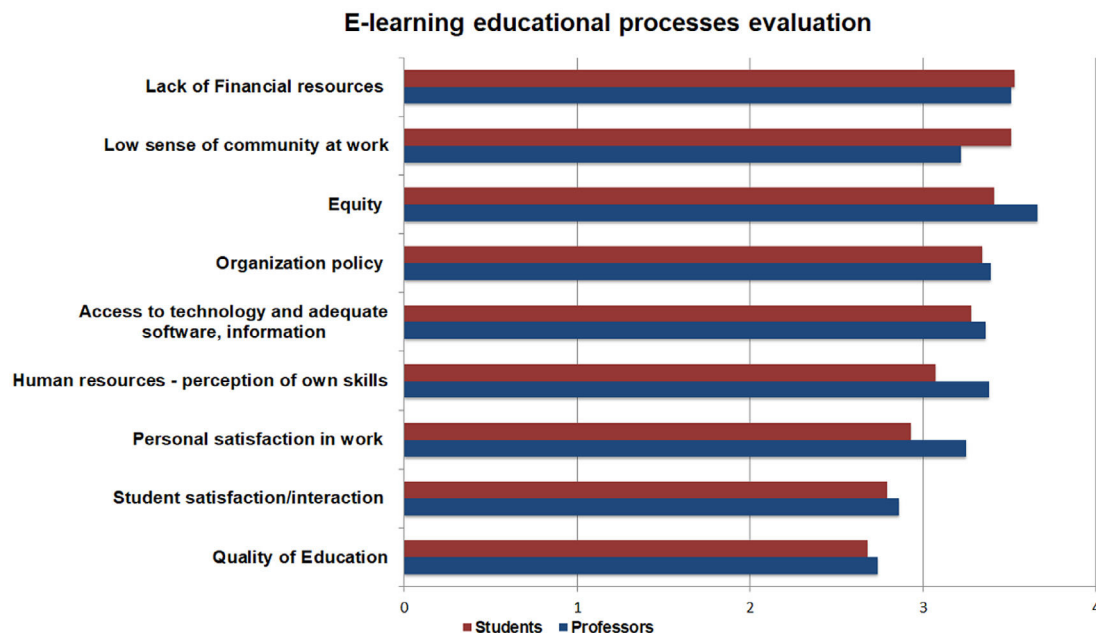 E-learning educational processes evaluation
Lack of Financial resources
Low sense of community at work
Equity
Organization policy
Access to technology and adequate
software, information
Human resources - perception of own skills
Personal satisfaction in work
Student satisfaction/interaction
Quality of Education
0 1 2 3 4
Students Professors